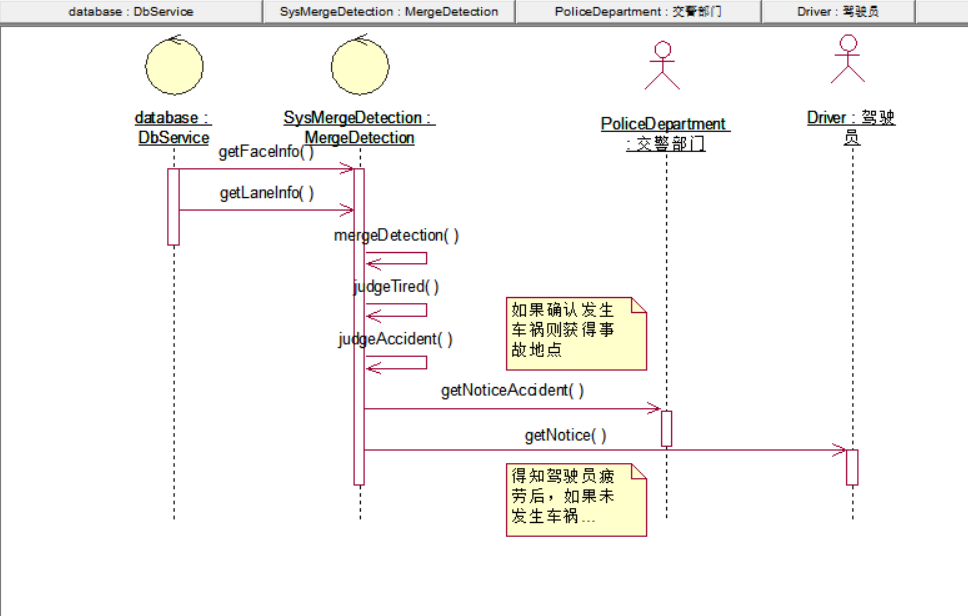 database : DbService
SysMergeDetection : MergeDetection
PoliceDepartment : 交警部门
Driver : 驾驶员
database :
DbService
SysMergeDetection :
MergeDetection
PoliceDepartment
: 交警部门
Driver : 驾驶
员
getFaceInfo( )
getLaneInfo( )
mergeDetection( )
judgeTired( )
如果确认发生
车祸则获得事
故地点
judgeAccident( )
getNoticeAccident( )
getNotice( )
得知驾驶员疲
劳后，如果未
发生车祸...